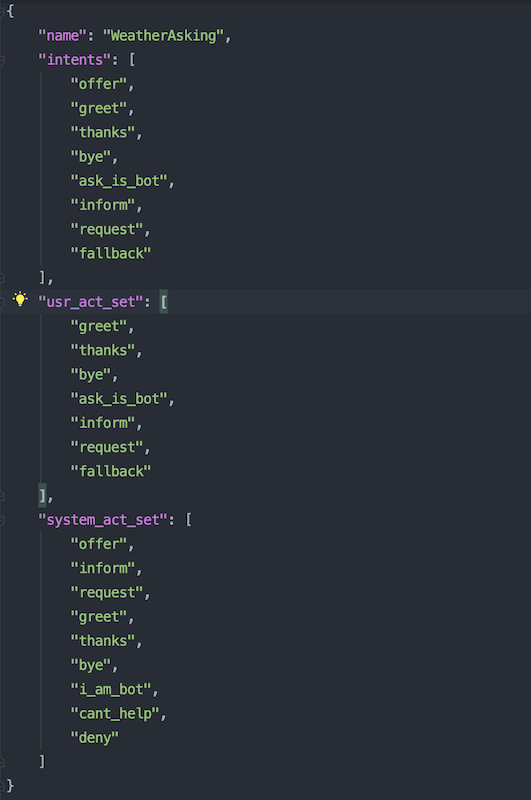 {
"name": "WeatherAsking",
"intents": [
"offer",
"greet",
"thanks",
"bye",
"ask_is_bot",
"inform",
"request",
"fallback"
],
"usr_act_set": [
"greet",
"thanks",
"bye",
"ask_is_bot",
"inform",
"request",
"fallback"
],
"system_act_set": [
"offer",
"inform",
"request",
"greet",
"thanks",
"bye",
"i_am_bot",
"cant_help",
"deny"
]
}